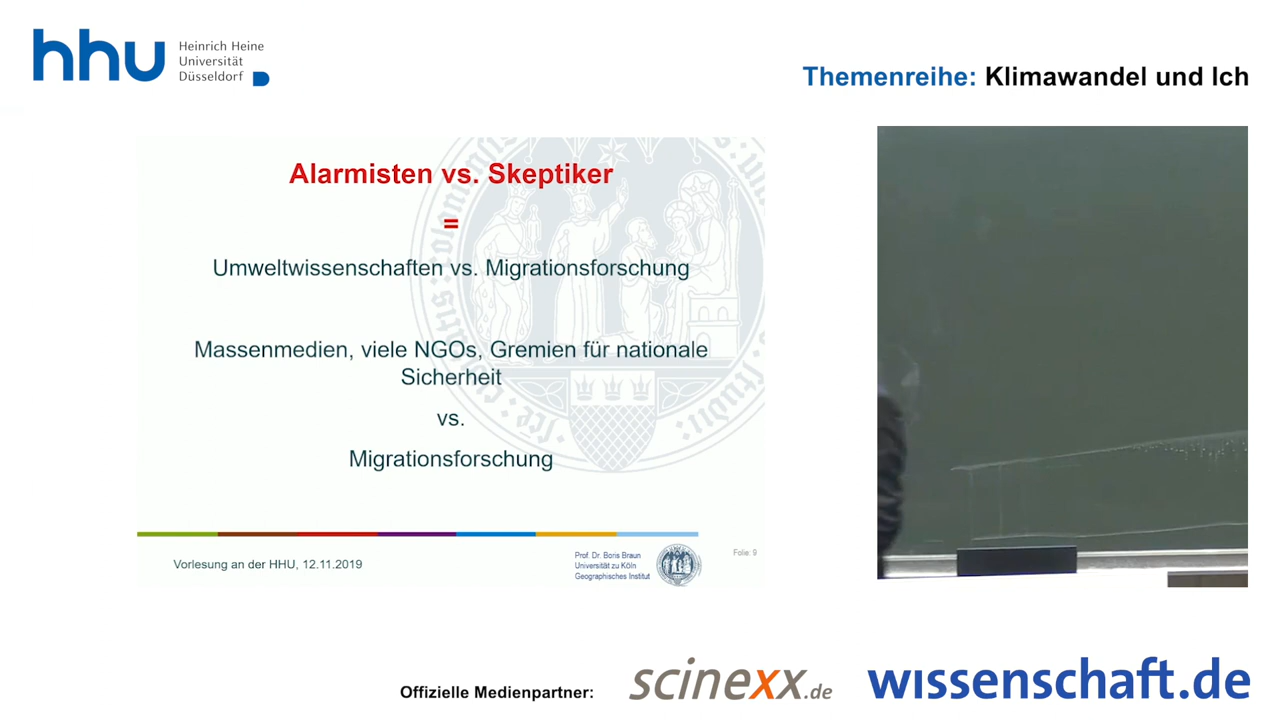 hhu Heinrich Heine
Universität
Düsseldorf
Themenreihe: Klimawandel und Ich
Alarmisten vs. Skeptiker
=
Umweltwissenschaften vs. Migrationsforschung
Massenmedien, viele NGOs, Gremien für nationale
Sicherheit
vs.
Migrationsforschung
Vorlesung an der HHU, 12.11.2019
Prof. Dr. Boris Braun
Universität zu Köln
Geographisches Institut
Folie: 9
Offizielle Medienpartner:
scinexx.de
wissenschaft.de